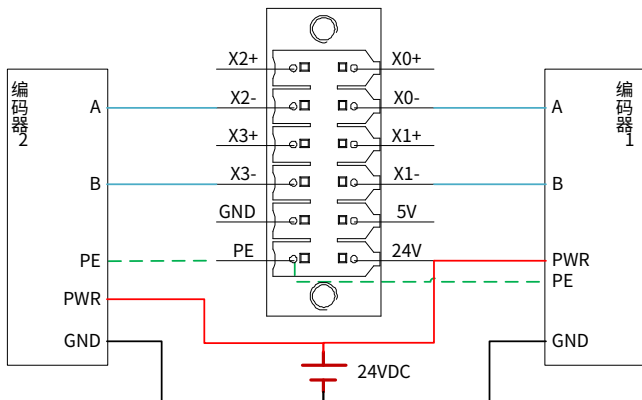 编码器2
A
B
PE
PWR
GND
X2+
X2-
X3+
X3-
GND
PE
X0+
X0-
X1+
X1-
5V
24V
24VDC
编码器1
A
B
PWR
PE
GND